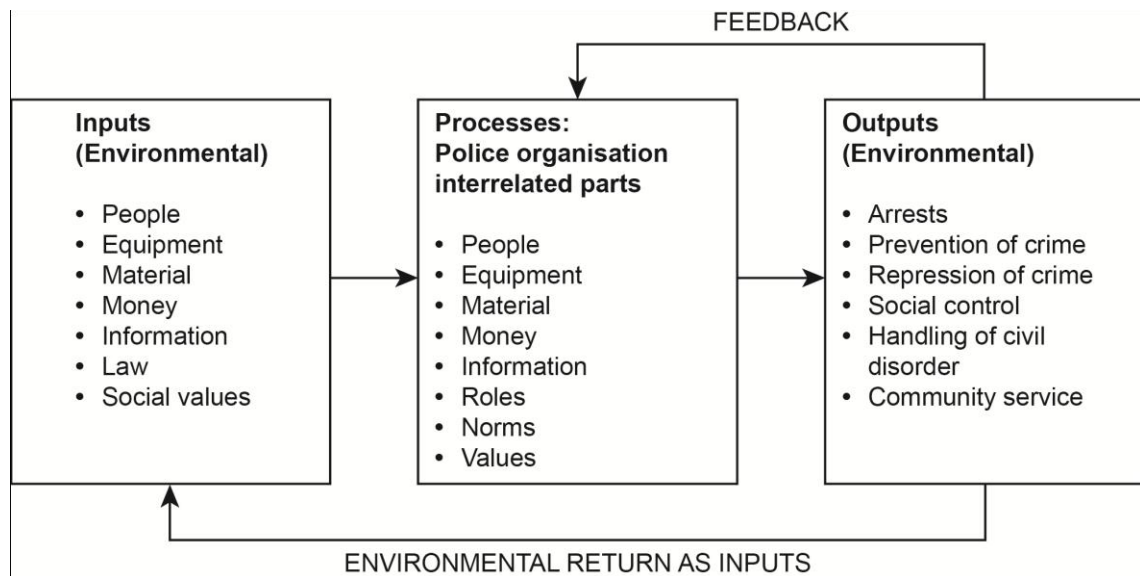 FEEDBACK
Inputs
(Environmental)
• People
• Equipment
• Material
• Money
• Information
• Law
• Social values
Processes:
Police organisation
interrelated parts
• People
• Equipment
• Material
• Money
• Information
• Roles
• Norms
• Values
Outputs
(Environmental)
• Arrests
• Prevention of crime
• Repression of crime
• Social control
• Handling of civil
disorder
• Community service
ENVIRONMENTAL RETURN AS INPUTS